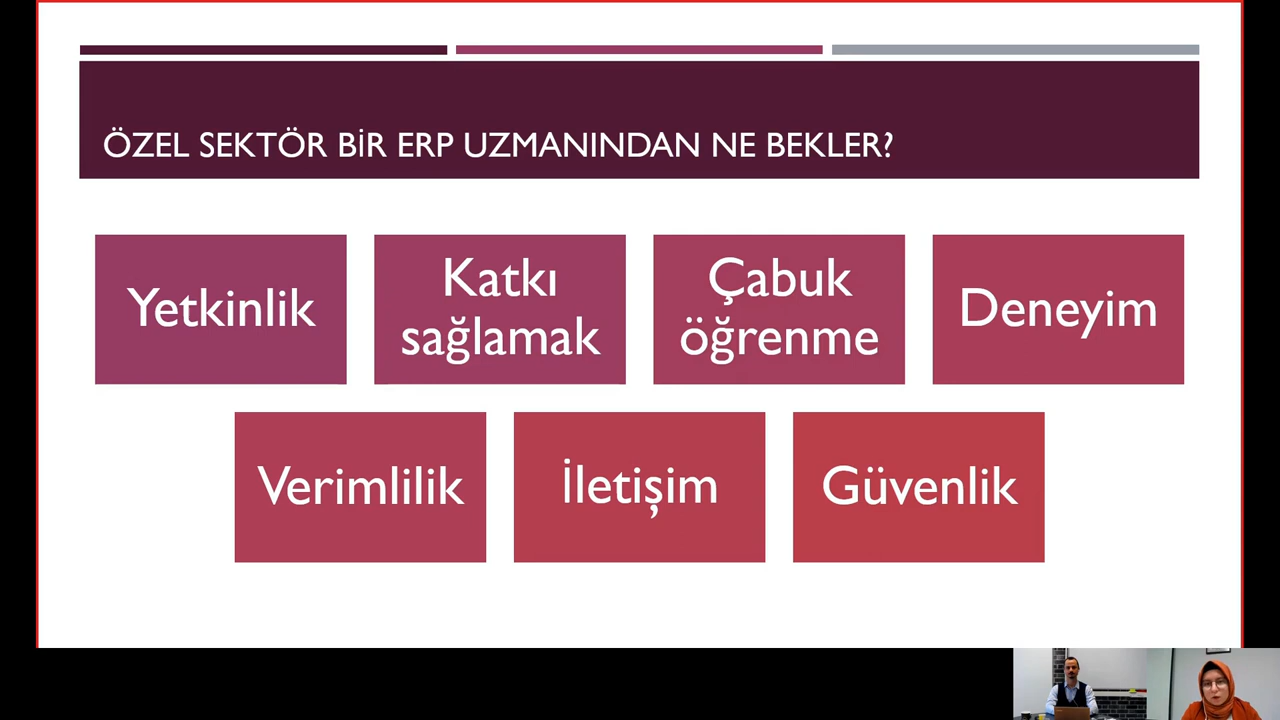 ÖZEL SEKTÖR BİR ERP UZMANINDAN NE BEKLER?
Yetkinlik
Katkı
sağlamak
Çabuk
öğrenme
Deneyim
Verimlilik
İletişim
Güvenlik